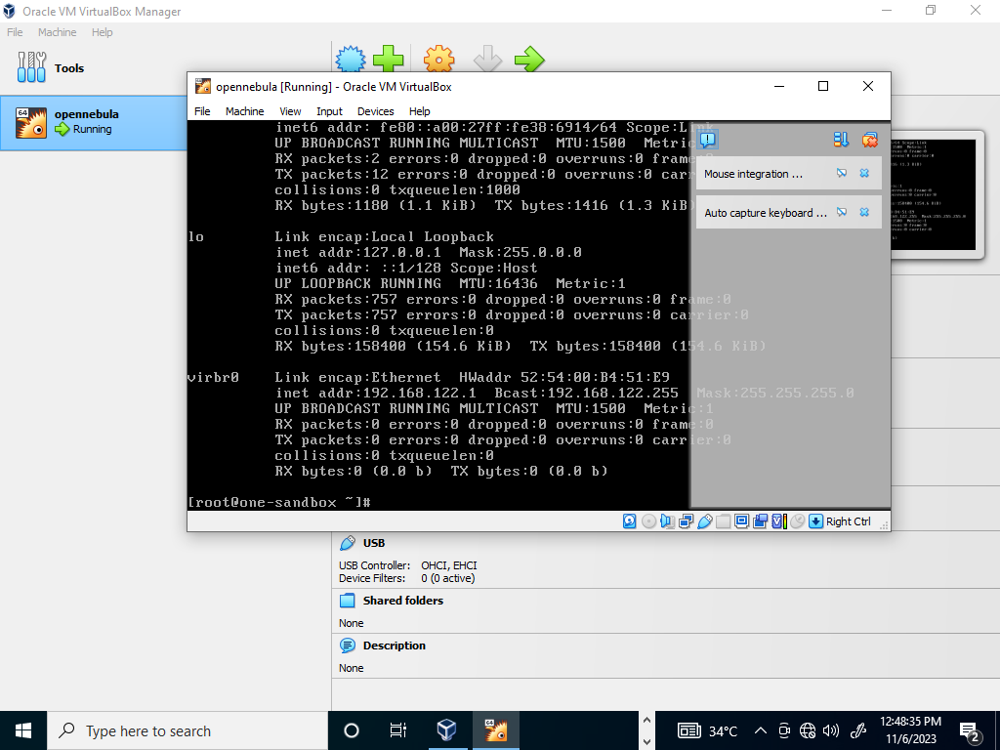 Oracle VM VirtualBox Manager
File Machine Help
Tools
64
opennebula
Running
opennebula [Running] - Oracle VM VirtualBox
File Machine View Input Devices Help
inet6 addr: fe80::a00:27ff:fe38:6914/64 Scope:Link
UP BROADCAST RUNNING MULTICAST MTU:1500 Metric
RX packets:2 errors:0 dropped:0 overruns:0 frame
TX packets:12 errors:0 dropped:0 overruns:0 carr
collisions:0 txqueuelen:1000
RX bytes:1180 (1.1 KiB) TX bytes:1416 (1.3 KiB)
Mouse integration ...
Auto capture keyboard ...
lo Link encap:Local Loopback
inet addr:127.0.0.1 Mask:255.0.0.0
inet6 addr: ::1/128 Scope:Host
UP LOOPBACK RUNNING MTU:16436 Metric:1
RX packets:757 errors:0 dropped:0 overruns:0 frame:0
TX packets:757 errors:0 dropped:0 overruns:0 carrier:0
collisions:0 txqueuelen:0
RX bytes:158400 (154.6 KiB) TX bytes:158400 (154.6 KiB)
virbr0 Link encap:Ethernet HWaddr 52:54:00:B4:51:E9
inet addr:192.168.122.1 Bcast:192.168.122.255 Mask:255.255.255.0
UP BROADCAST RUNNING MULTICAST MTU:1500 Metric:1
RX packets:0 errors:0 dropped:0 overruns:0 frame:0
TX packets:0 errors:0 dropped:0 overruns:0 carrier:0
collisions:0 txqueuelen:0
RX bytes:0 (0.0 b) TX bytes:0 (0.0 b)
[root@one-sandbox ~]#
Right Ctrl
USB
USB Controller: OHCI, EHCI
Device Filters: 0 (0 active)
Shared folders
None
Description
None
Type here to search
34°C
12:48:35 PM
11/6/2023
2